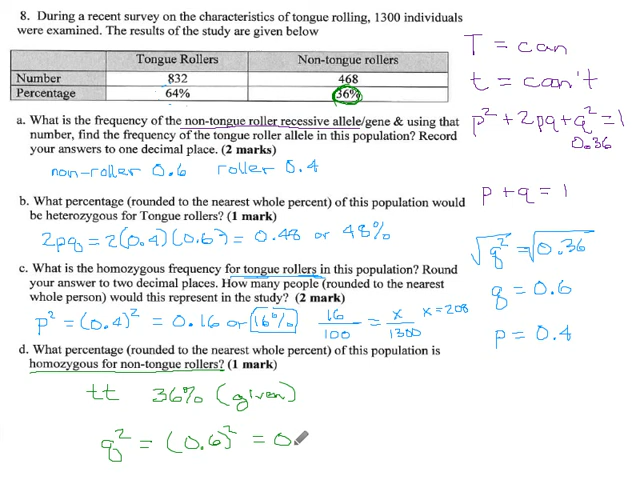 8. During a recent survey on the characteristics of tongue rolling, 1300 individuals
were examined. The results of the study are given below
Tongue Rollers Non-tongue rollers
Number 832 468
Percentage 64% 36%
T = can
t = can't
p² + 2pq + q² = 1
0.36
a. What is the frequency of the non-tongue roller recessive allele/gene & using that
number, find the frequency of the tongue roller allele in this population? Record
your answers to one decimal place. (2 marks)
non-roller 0.6 roller 0.4
p + q = 1
b. What percentage (rounded to the nearest whole percent) of this population would
be heterozygous for Tongue rollers? (1 mark)
2pq = 2(0.4)(0.6) = 0.48 or 48%
√q² = √0.36
q = 0.6
p = 0.4
c. What is the homozygous frequency for tongue rollers in this population? Round
your answer to two decimal places. How many people (rounded to the nearest
whole person) would this represent in the study? (2 mark)
p² = (0.4)² = 0.16 or 16% 16/100 = x/1300 x = 208
d. What percentage (rounded to the nearest whole percent) of this population is
homozygous for non-tongue rollers? (1 mark)
tt 36% (given)
q² = (0.6)² = 0.